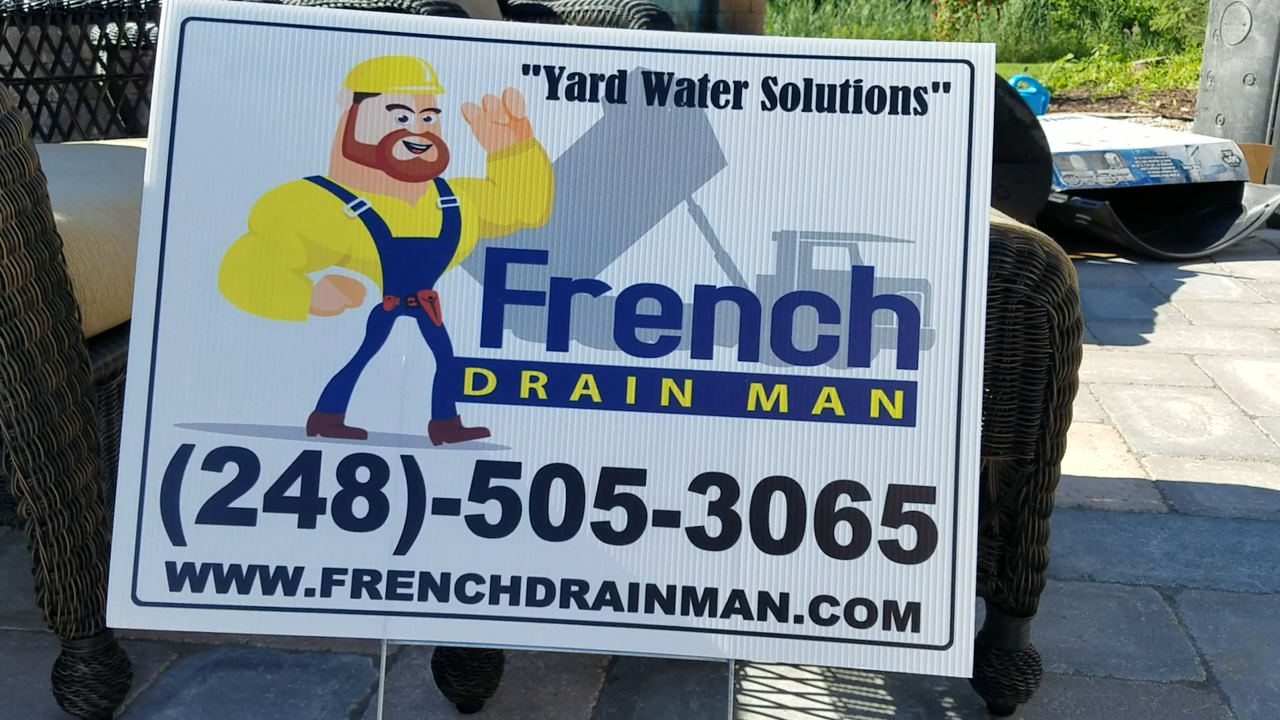 "Yard Water Solutions"
French
DRAIN MAN
(248)-505-3065
WWW.FRENCHDRAINMAN.COM